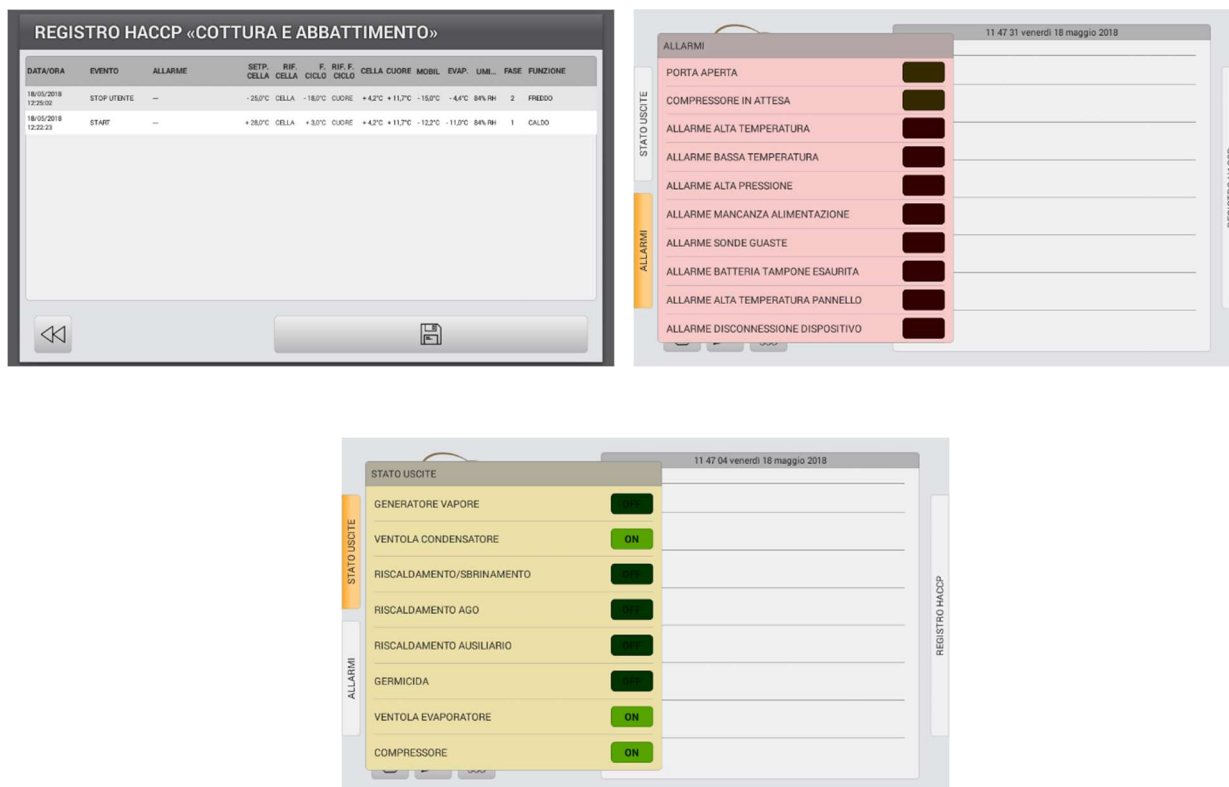 REGISTRO HACCP «COTTURA E ABBATTIMENTO»
DATA/ORA EVENTO ALLARME SETP. CELLA RIF. CELLA F. CICLO RIF. F. CICLO CELLA CUORE MOBIL. EVAP. UMI... FASE FUNZIONE
18/05/2018 12:25:02 STOP UTENTE --- - 25,0°C CELLA - 18,0°C CUORE + 4,2°C + 11,7°C - 15,0°C - 4,4°C 84% RH 2 FREDDO
18/05/2018 12:22:23 START --- + 28,0°C CELLA + 3,0°C CUORE + 4,2°C + 11,7°C - 12,2°C - 11,0°C 84% RH 1 CALDO
11 47 31 venerdì 18 maggio 2018
ALLARMI
PORTA APERTA
COMPRESSORE IN ATTESA
ALLARME ALTA TEMPERATURA
ALLARME BASSA TEMPERATURA
ALLARME ALTA PRESSIONE
ALLARME MANCANZA ALIMENTAZIONE
ALLARME SONDE GUASTE
ALLARME BATTERIA TAMPONE ESAURITA
ALLARME ALTA TEMPERATURA PANNELLO
ALLARME DISCONNESSIONE DISPOSITIVO
STATO USCITE
ALLARMI
11 47 04 venerdì 18 maggio 2018
STATO USCITE
GENERATORE VAPORE OFF
VENTOLA CONDENSATORE ON
RISCALDAMENTO/SBRINAMENTO OFF
RISCALDAMENTO AGO OFF
RISCALDAMENTO AUSILIARIO OFF
GERMICIDA OFF
VENTOLA EVAPORATORE ON
COMPRESSORE ON
STATO USCITE
ALLARMI
REGISTRO HACCP